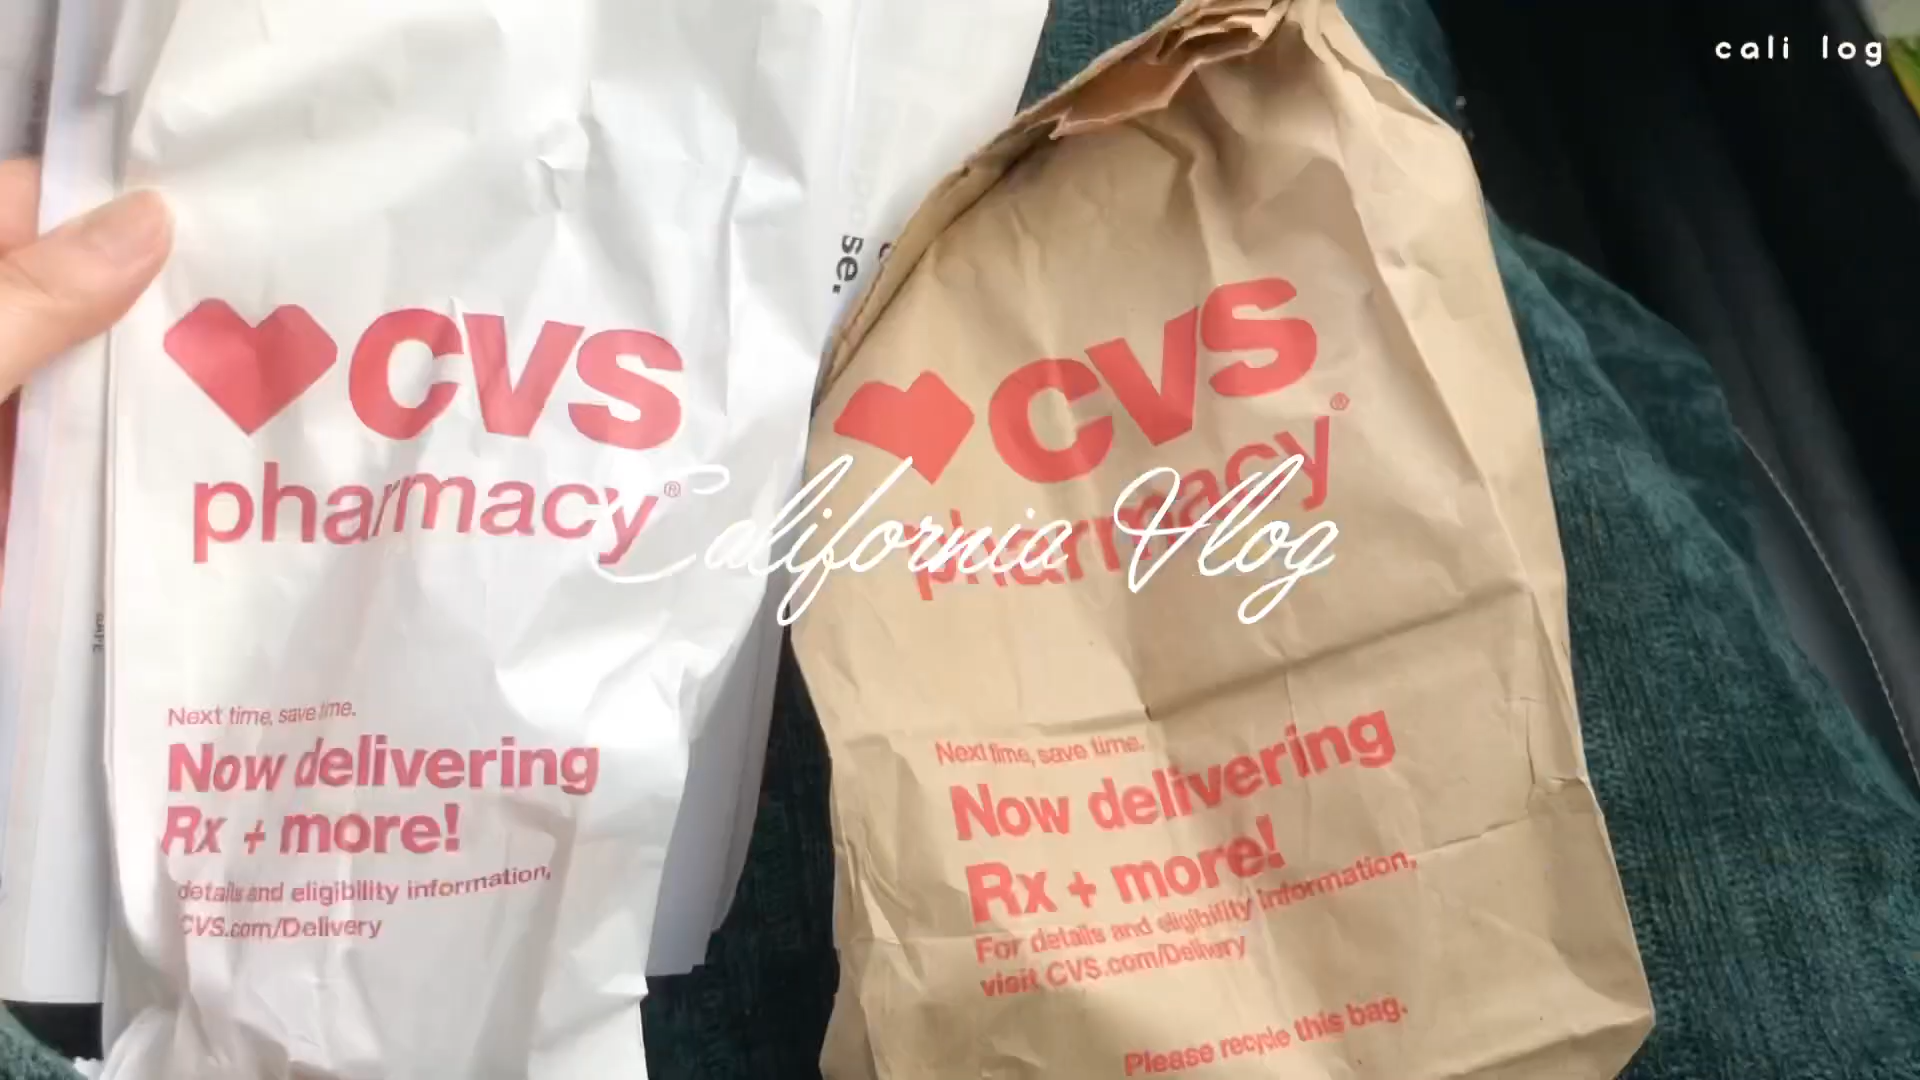 cali log
se.
CVS
pharmacy®
Next time, save time.
Now delivering
Rx + more!
details and eligibility information,
CVS.com/Delivery
CVS
pharmacy®
California Vlog
Next time, save time.
Now delivering
Rx + more!
For details and eligibility information,
visit CVS.com/Delivery
Please recycle this bag.